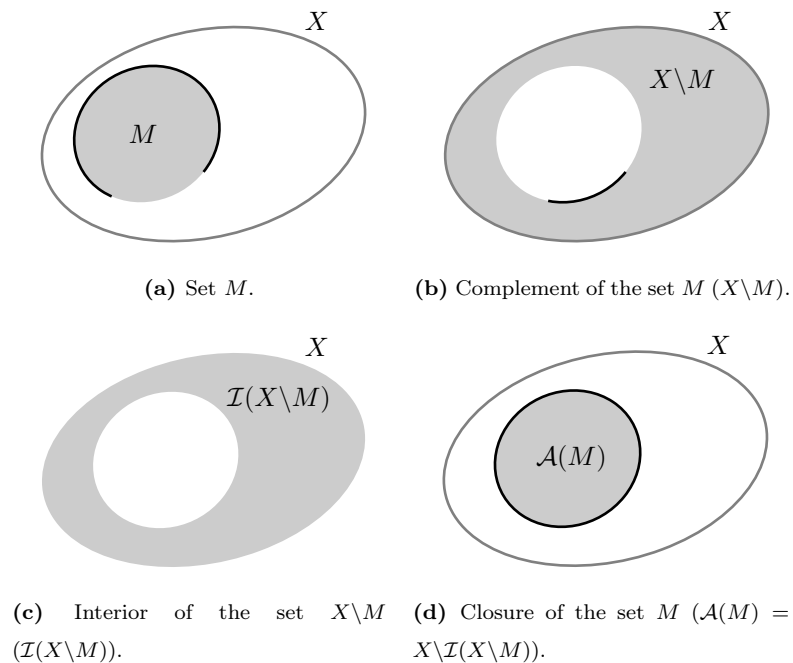 X
M
(a) Set M.
X
X\M
(b) Complement of the set M (X\M).
X
ℐ(X\M)
(c) Interior of the set X\M
(ℐ(X\M)).
X
𝒜(M)
(d) Closure of the set M (𝒜(M) =
X\ℐ(X\M)).